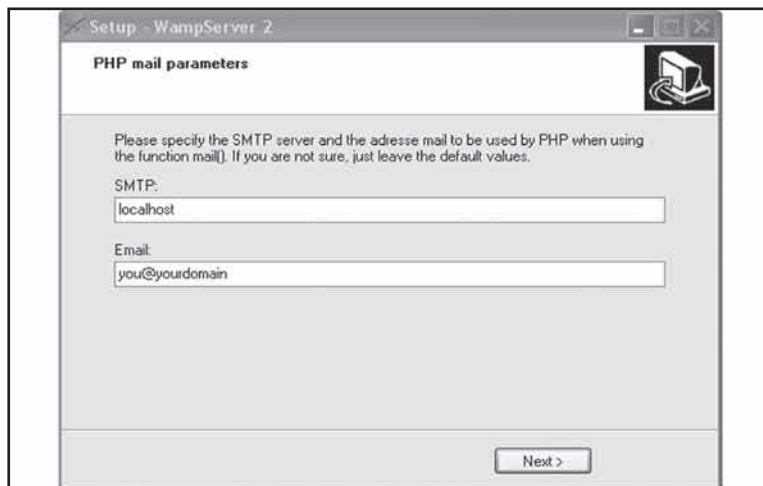 Setup - WampServer 2
PHP mail parameters
Please specify the SMTP server and the adresse mail to be used by PHP when using
the function mail(). If you are not sure, just leave the default values.
SMTP:
localhost
Email:
you@yourdomain
Next >